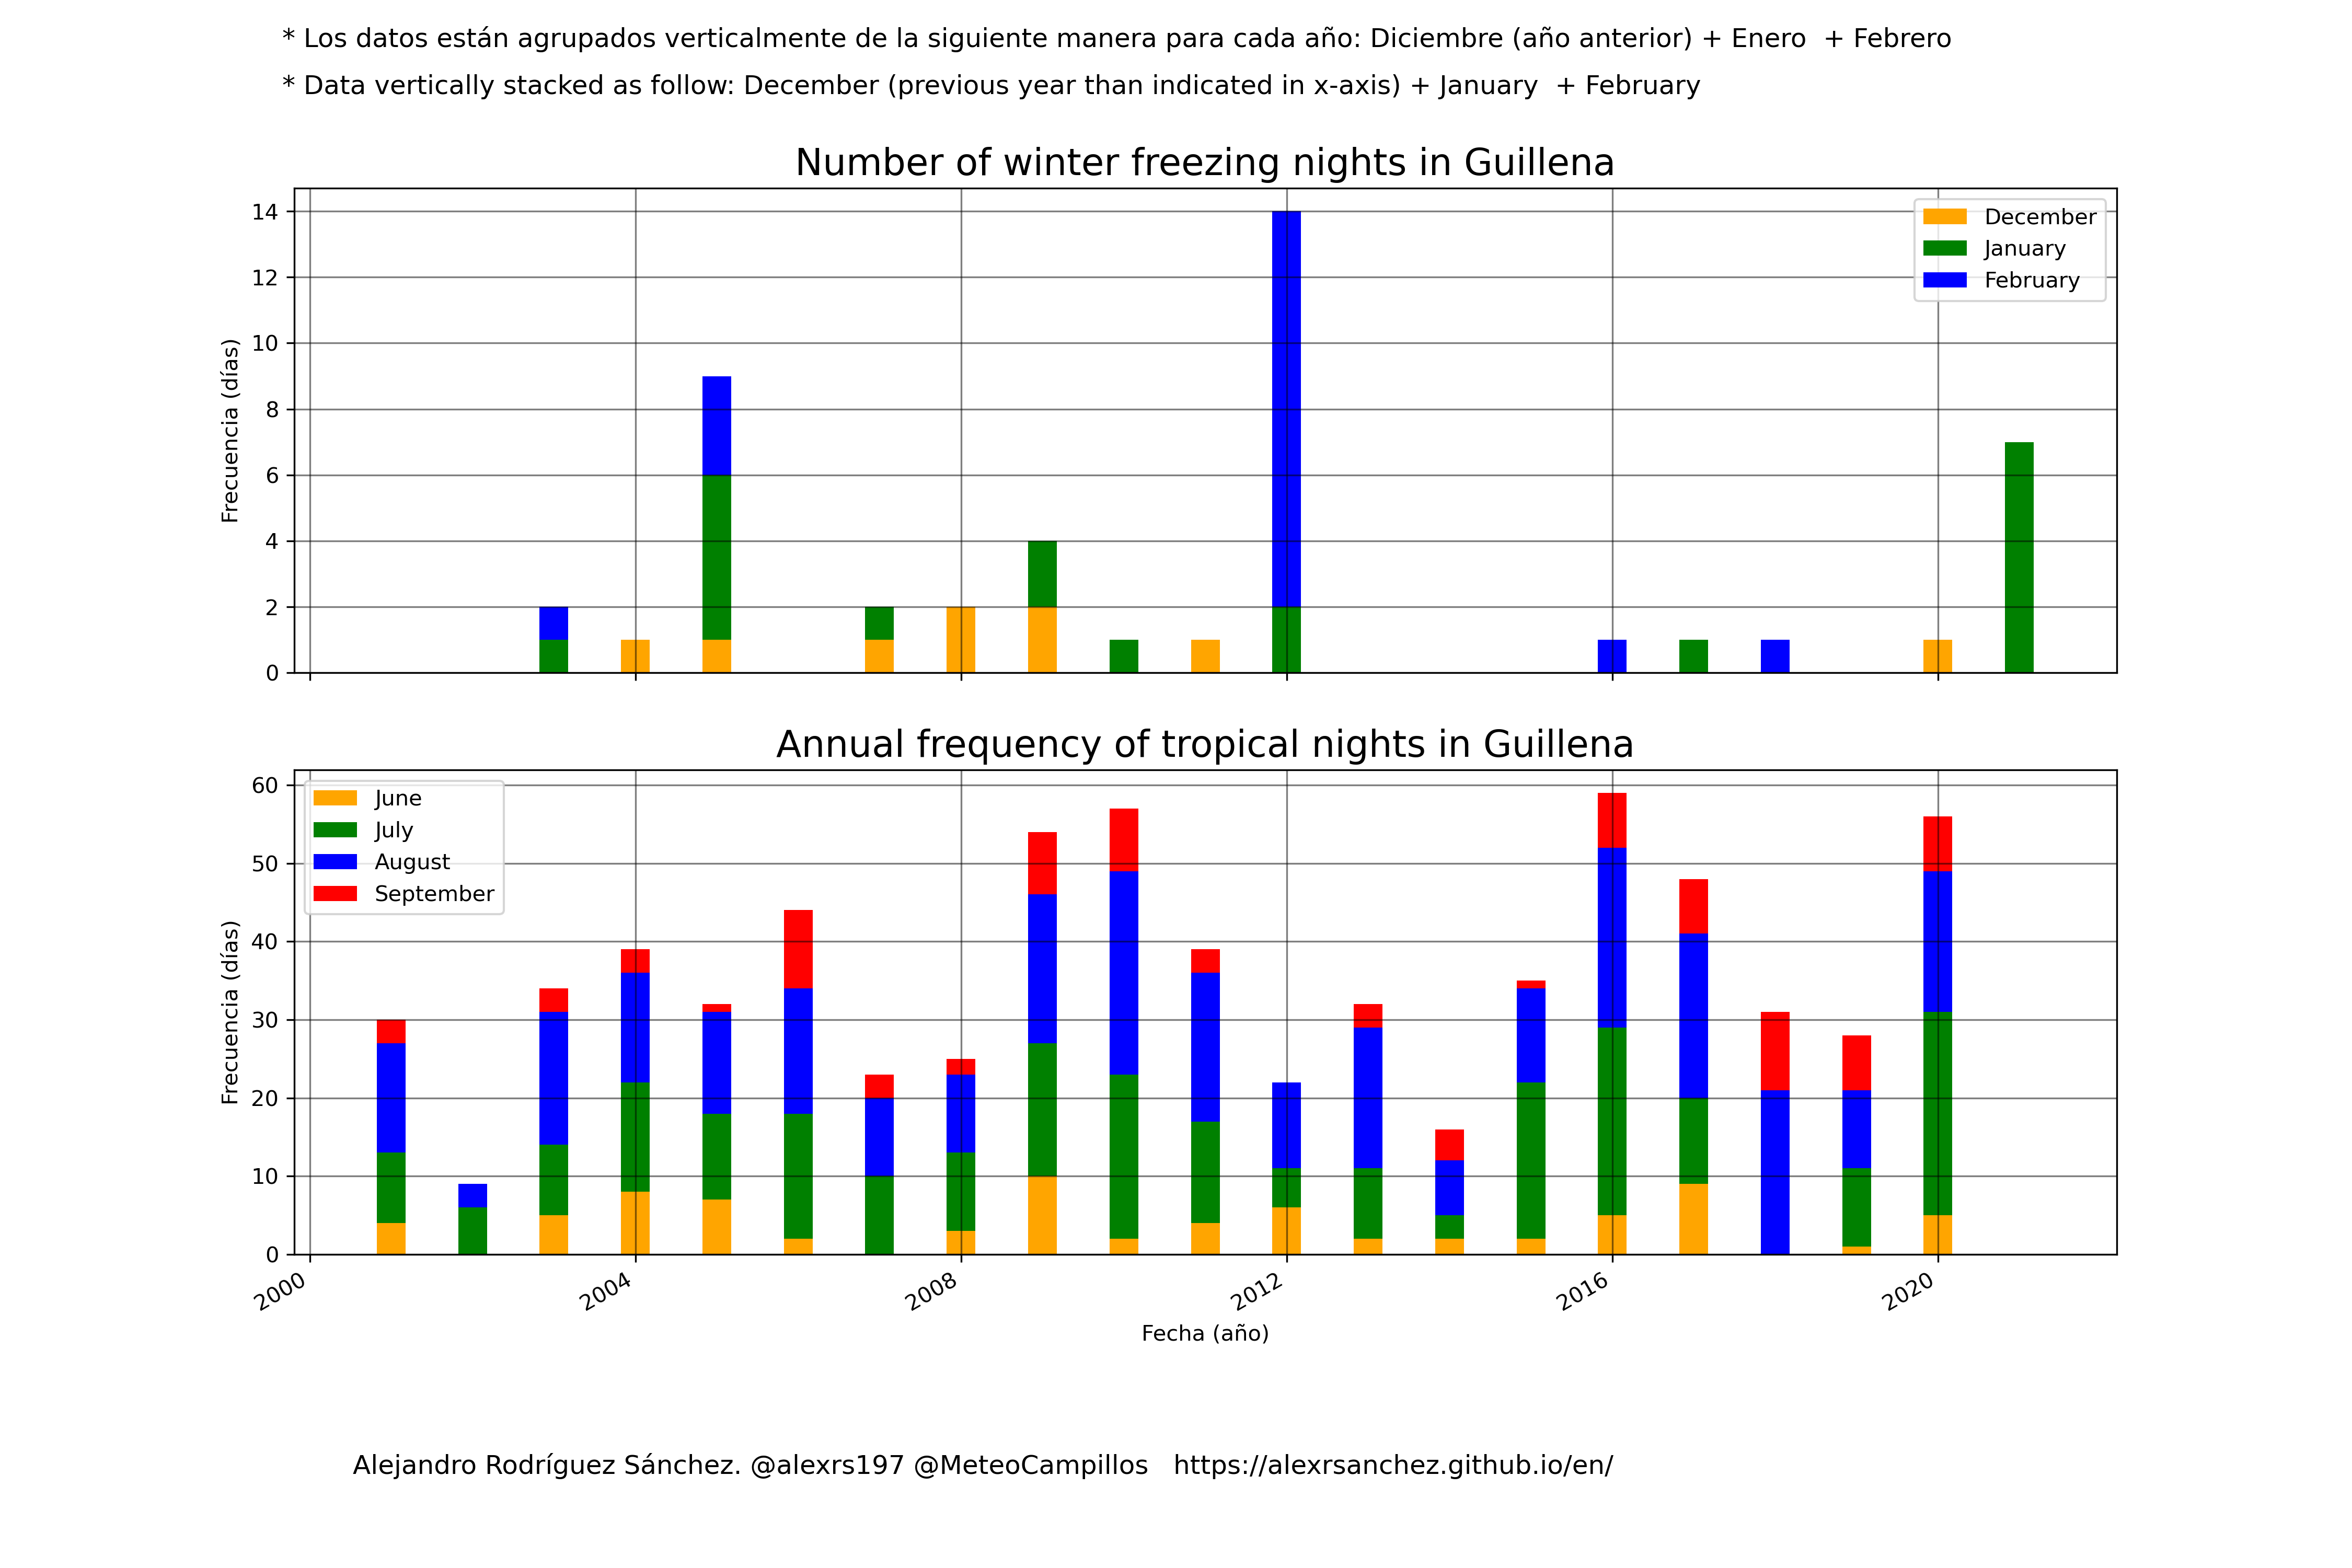 * Los datos están agrupados verticalmente de la siguiente manera para cada año: Diciembre (año anterior) + Enero  + Febrero
* Data vertically stacked as follow: December (previous year than indicated in x-axis) + January  + February
Number of winter freezing nights in Guillena
14
12
10
8
6
4
2
0
Frecuencia (días)
December
January
February
Annual frequency of tropical nights in Guillena
60
50
40
30
20
10
0
Frecuencia (días)
June
July
August
September
2000
2004
2008
2012
2016
2020
Fecha (año)
Alejandro Rodríguez Sánchez. @alexrs197 @MeteoCampillos   https://alexrsanchez.github.io/en/